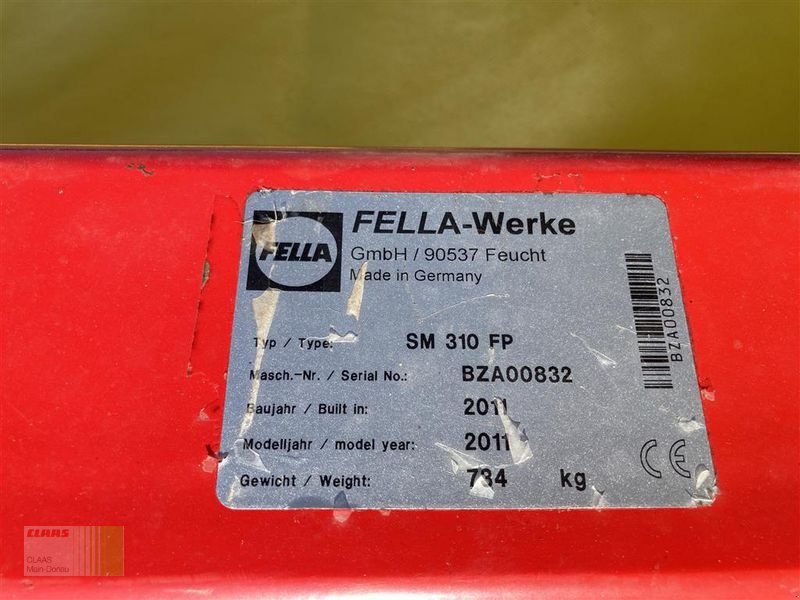 FELLA
FELLA-Werke
GmbH / 90537 Feucht
Made in Germany
Typ / Type: SM 310 FP
Masch.-Nr. / Serial No.: BZA00832
Baujahr / Built in: 2011
Modelljahr / model year: 2011
Gewicht / Weight: 784 kg
BZA00832
CE
CLAAS
CLAAS
Main-Donau